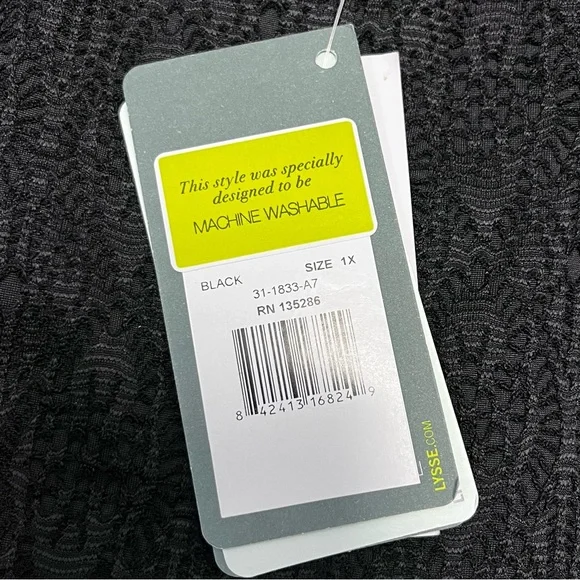 This style was specially
designed to be
MACHINE WASHABLE
BLACK SIZE 1X
31-1833-A7
RN 135286
8 42413 16824 9
LYSSE.COM